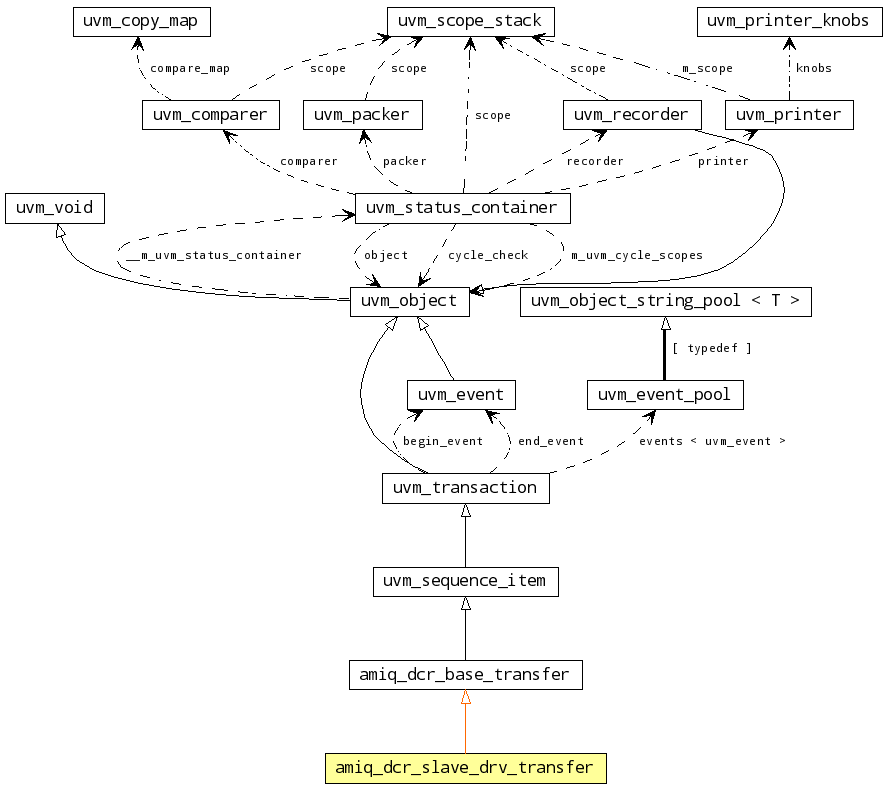 uvm_copy_map
uvm_scope_stack
uvm_printer_knobs
compare_map
scope
scope
scope
m_scope
knobs
uvm_comparer
uvm_packer
scope
uvm_recorder
uvm_printer
comparer
packer
recorder
printer
uvm_void
uvm_status_container
__m_uvm_status_container
object
cycle_check
m_uvm_cycle_scopes
uvm_object
uvm_object_string_pool < T >
[ typedef ]
uvm_event
uvm_event_pool
begin_event
end_event
events < uvm_event >
uvm_transaction
uvm_sequence_item
amiq_dcr_base_transfer
amiq_dcr_slave_drv_transfer